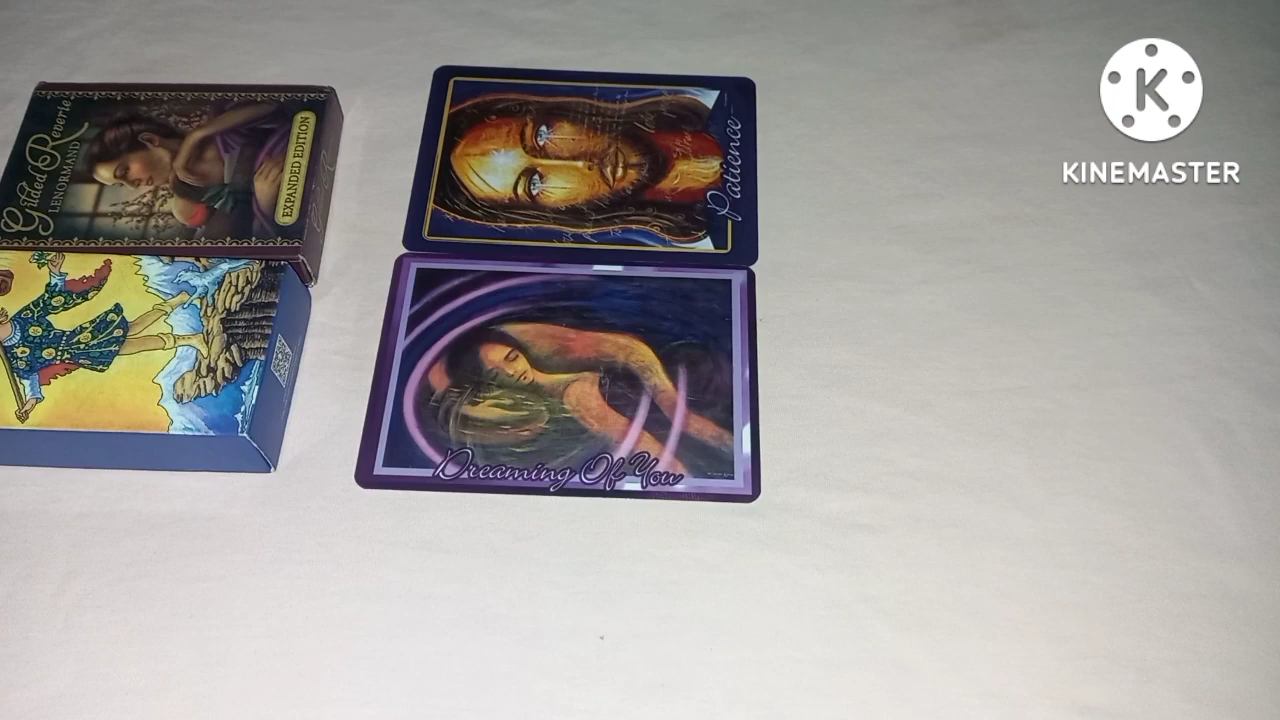 Gilded Reverie
LENORMAND
EXPANDED EDITION
Patience
Dreaming Of You
K
KINEMASTER